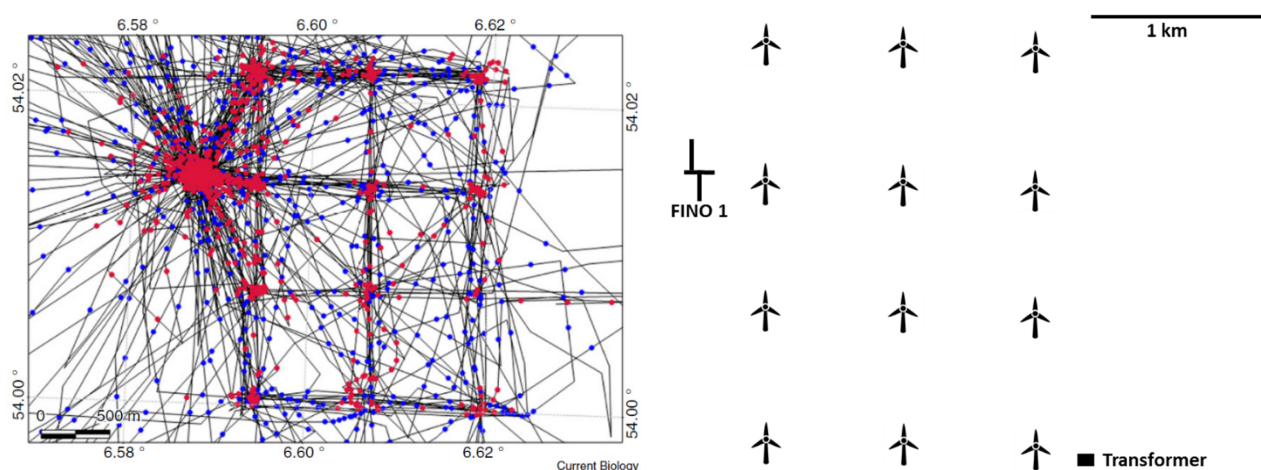 6.58 ° 6.60 ° 6.62 °
54.02 ° 54.02 °
54.00 ° 54.00 °
0 500 m
6.58 ° 6.60 ° 6.62 °
Current Biology
1 km
FINO 1
Transformer